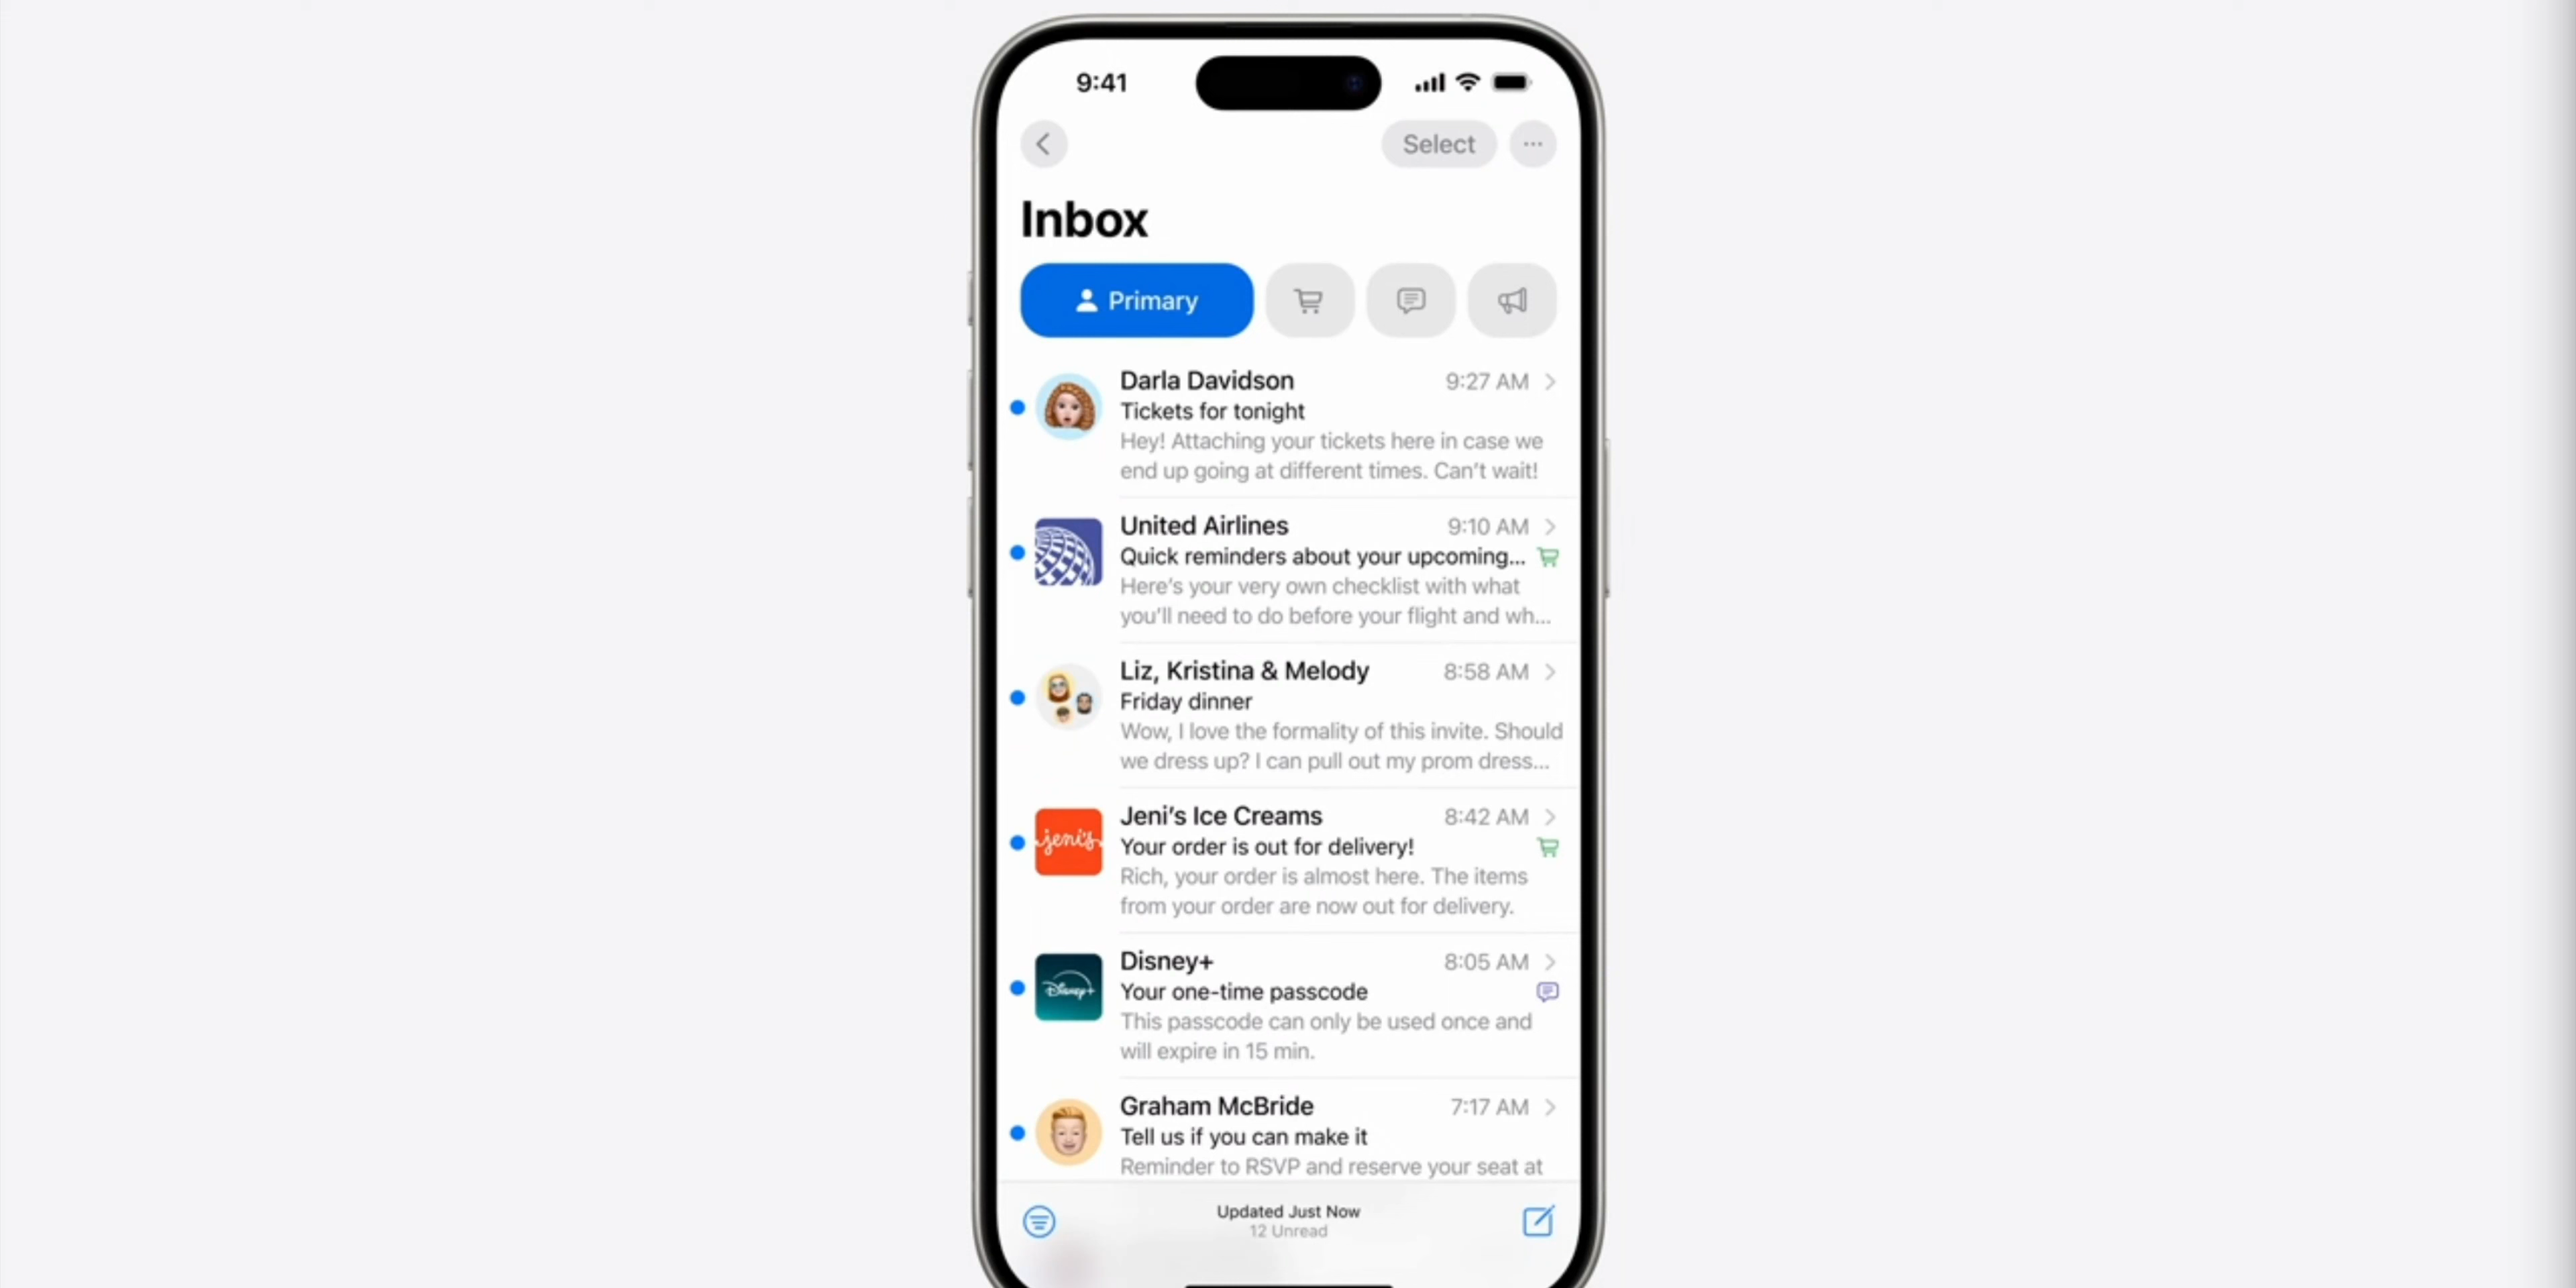 9:41
Select
Inbox
Primary
Darla Davidson 9:27 AM
Tickets for tonight
Hey! Attaching your tickets here in case we
end up going at different times. Can't wait!
United Airlines 9:10 AM
Quick reminders about your upcoming...
Here's your very own checklist with what
you'll need to do before your flight and wh...
Liz, Kristina & Melody 8:58 AM
Friday dinner
Wow, I love the formality of this invite. Should
we dress up? I can pull out my prom dress...
Jeni's Ice Creams 8:42 AM
jeni's
Your order is out for delivery!
Rich, your order is almost here. The items
from your order are now out for delivery.
Disney+ 8:05 AM
Disney+
Your one-time passcode
This passcode can only be used once and
will expire in 15 min.
Graham McBride 7:17 AM
Tell us if you can make it
Reminder to RSVP and reserve your seat at
Updated Just Now
12 Unread